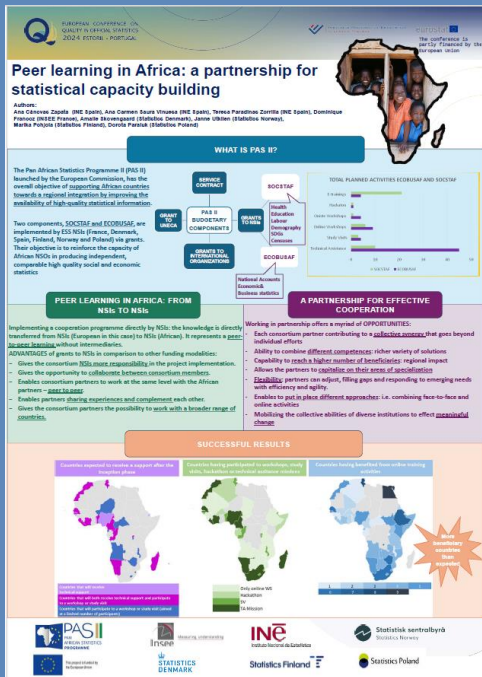 EUROPEAN CONFERENCE ON
QUALITY IN OFFICIAL STATISTICS
2024 ESTORIL - PORTUGAL
eurostat
The conference is
partly financed by the
European Union
Peer learning in Africa: a partnership for
statistical capacity building
Authors:
Ana Cánovas Zapata (INE Spain), Ana Carmen Saura Vinuesa (INE Spain), Teresa Paradinas Zorrilla (INE Spain), Dominique
Francoz (INSEE France), Amalie Skovengaard (Statistics Denmark), Janne Utkilen (Statistics Norway),
Marika Pohjola (Statistics Finland), Dorota Parsluk (Statistics Poland)
WHAT IS PAS II?
The Pan African Statistics Programme II (PAS II)
launched by the European Commission, has the
overall objective of supporting African countries
towards a regional integration by improving the
availability of high-quality statistical information.
Two components, SOCSTAF and ECOBUSAF, are
implemented by ESS NSIs (France, Denmark,
Spain, Finland, Norway and Poland) via grants.
Their objective is to reinforce the capacity of
African NSOs in producing independent,
comparable high quality social and economic
statistics
SERVICE
CONTRACT
GRANT
TO
UNECA
PAS II
BUDGETARY
COMPONENTS
GRANTS
TO NSIs
GRANTS TO
INTERNATIONAL
ORGANIZATIONS
SOCSTAF
Health
Education
Labour
Demography
SDGs
Censuses
ECOBUSAF
National Accounts
Economic&
Business statistics
TOTAL PLANNED ACTIVITIES ECOBUSAF AND SOCSTAF
Study Visits
Technical Assistance
SOCSTAF
ECOBUSAF
PEER LEARNING IN AFRICA: FROM
NSIs TO NSIs
Implementing a cooperation programme directly by NSIs: the knowledge is directly
transferred from NSIs (European in this case) to NSIs (African). It represents a peer-
to-peer learning without intermediaries.
ADVANTAGES of grants to NSIs in comparison to other funding modalities:
- Gives the consortium NSIs more responsibility in the project implementation.
- Gives the opportunity to collaborate between consortium members.
- Enables consortium partners to work at the same level with the African
partners – peer to peer
- Enables partners sharing experiences and complement each other.
- Gives the consortium partners the possibility to work with a broader range of
countries.
A PARTNERSHIP FOR EFFECTIVE
COOPERATION
Working in partnership offers a myriad of OPPORTUNITIES:
- Each consortium partner contributing to a collective synergy that goes beyond
individual efforts
- Ability to combine different competences: richer variety of solutions
- Capability to reach a higher number of beneficiaries: regional impact
- Allows the partners to capitalize on their areas of specialization
- Flexibility: partners can adjust, filling gaps and responding to emerging needs
with efficiency and agility.
- Enables to put in place different approaches: i.e. combining face-to-face and
online activities
- Mobilizing the collective abilities of diverse institutions to effect meaningful
change
SUCCESSFUL RESULTS
Countries expected to receive a support after the
inception phase
Countries having participated to workshops, study
visits, hackathon or technical assistance missions
Countries having benefited from online training
activities
Only online WS
Hackathon
SV
TA Mission
More
beneficiary
countries
than
expected
PAS II
PAN
AFRICAN STATISTICS
PROGRAMME
Insee
Measuring, understanding
INe
Instituto Nacional de Estadística
Statistisk sentralbyrå
Statistics Norway
STATISTICS
DENMARK
Statistics Finland
Statistics Poland